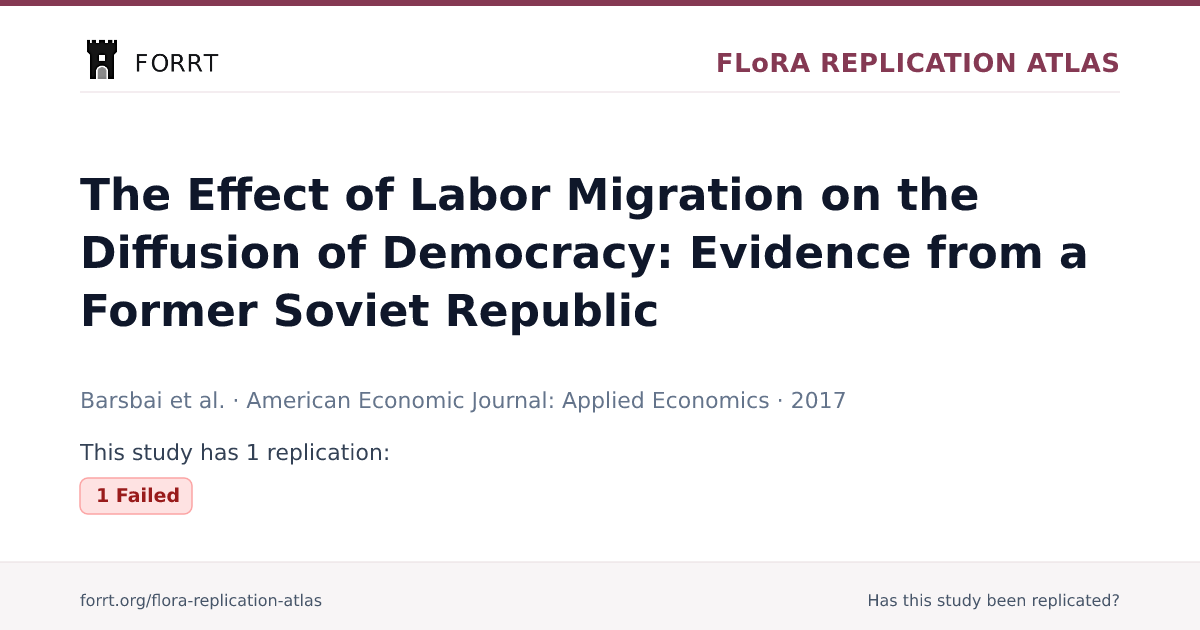 FORRT
FLoRA REPLICATION ATLAS
The Effect of Labor Migration on the
Diffusion of Democracy: Evidence from a
Former Soviet Republic
Barsbai et al. · American Economic Journal: Applied Economics · 2017
This study has 1 replication:
1 Failed
forrt.org/flora-replication-atlas
Has this study been replicated?